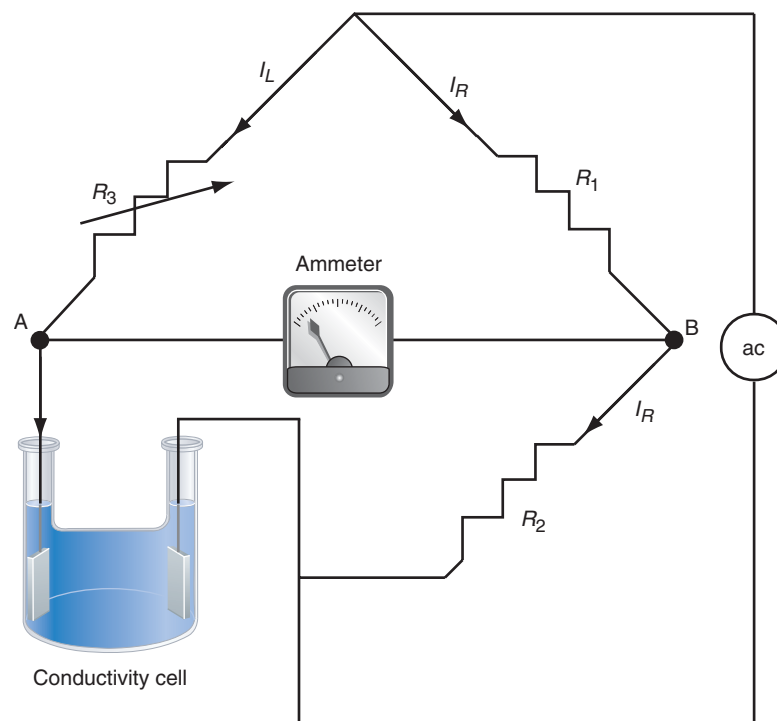 I_L
I_R
R_3
R_1
Ammeter
A
B
ac
I_R
R_2
Conductivity cell